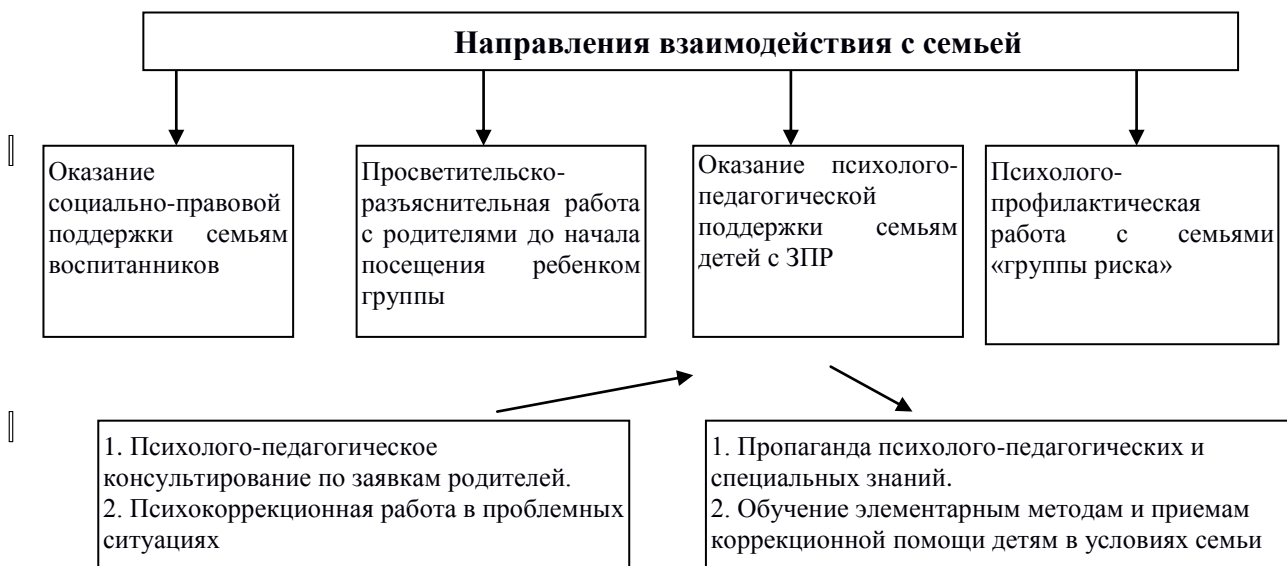 Направления взаимодействия с семьей
Оказание
социально-правовой
поддержки семьям
воспитанников
Просветительско-
разъяснительная работа
с родителями до начала
посещения ребенком
группы
Оказание психолого-
педагогической
поддержки семьям
детей с ЗПР
Психолого-
профилактическая
работа с семьями
«группы риска»
1. Психолого-педагогическое
консультирование по заявкам родителей.
2. Психокоррекционная работа в проблемных
ситуациях
1. Пропаганда психолого-педагогических и
специальных знаний.
2. Обучение элементарным методам и приемам
коррекционной помощи детям в условиях семьи